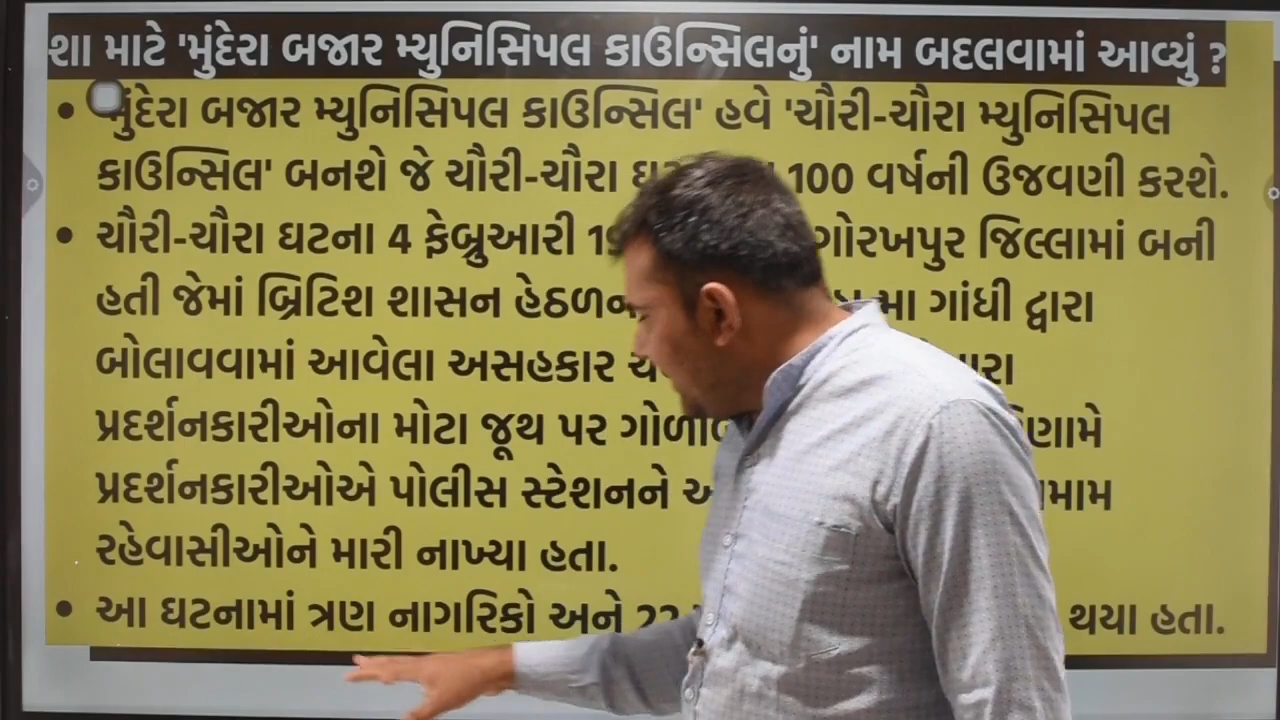 શા માટે 'મુંદેરા બજાર મ્યુનિસિપલ કાઉન્સિલનું' નામ બદલવામાં આવ્યું ?
• 'મુંદેરા બજાર મ્યુનિસિપલ કાઉન્સિલ' હવે 'ચૌરી-ચૌરા મ્યુનિસિપલ
કાઉન્સિલ' બનશે જે ચૌરી-ચૌરા 100 વર્ષની ઉજવણી કરશે.
• ચૌરી-ચૌરા ઘટના 4 ફેબ્રુઆરી ગોરખપુર જિલ્લામાં બની
હતી જેમાં બ્રિટિશ શાસન ગાંધી દ્વારા
બોલાવવામાં આવેલા અસહકાર
પ્રદર્શનકારીઓના મોટા જૂથ પર
પ્રદર્શનકારીઓએ પોલીસ સ્ટેશનને
રહેવાસીઓને મારી નાખ્યા હતા.
• આ ઘટનામાં ત્રણ નાગરિકો અને 22 થયા હતા.